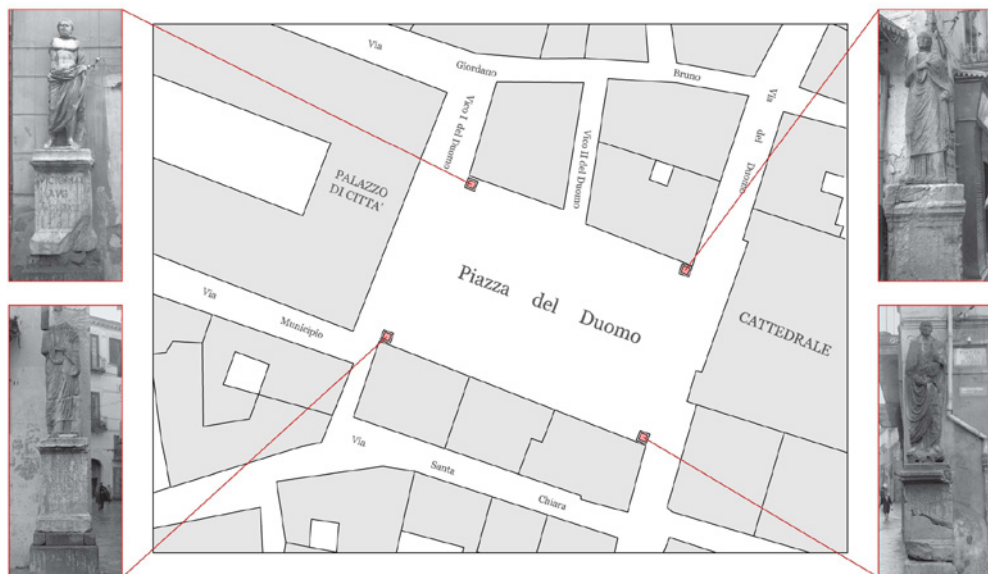 Via
Giordano
Bruno
Via
del
Duomo
Vico I del Duomo
Vico II del Duomo
PALAZZO
DI CITTA'
Piazza del Duomo
CATTEDRALE
Via
Municipio
Via
Santa
Chiara
AVG